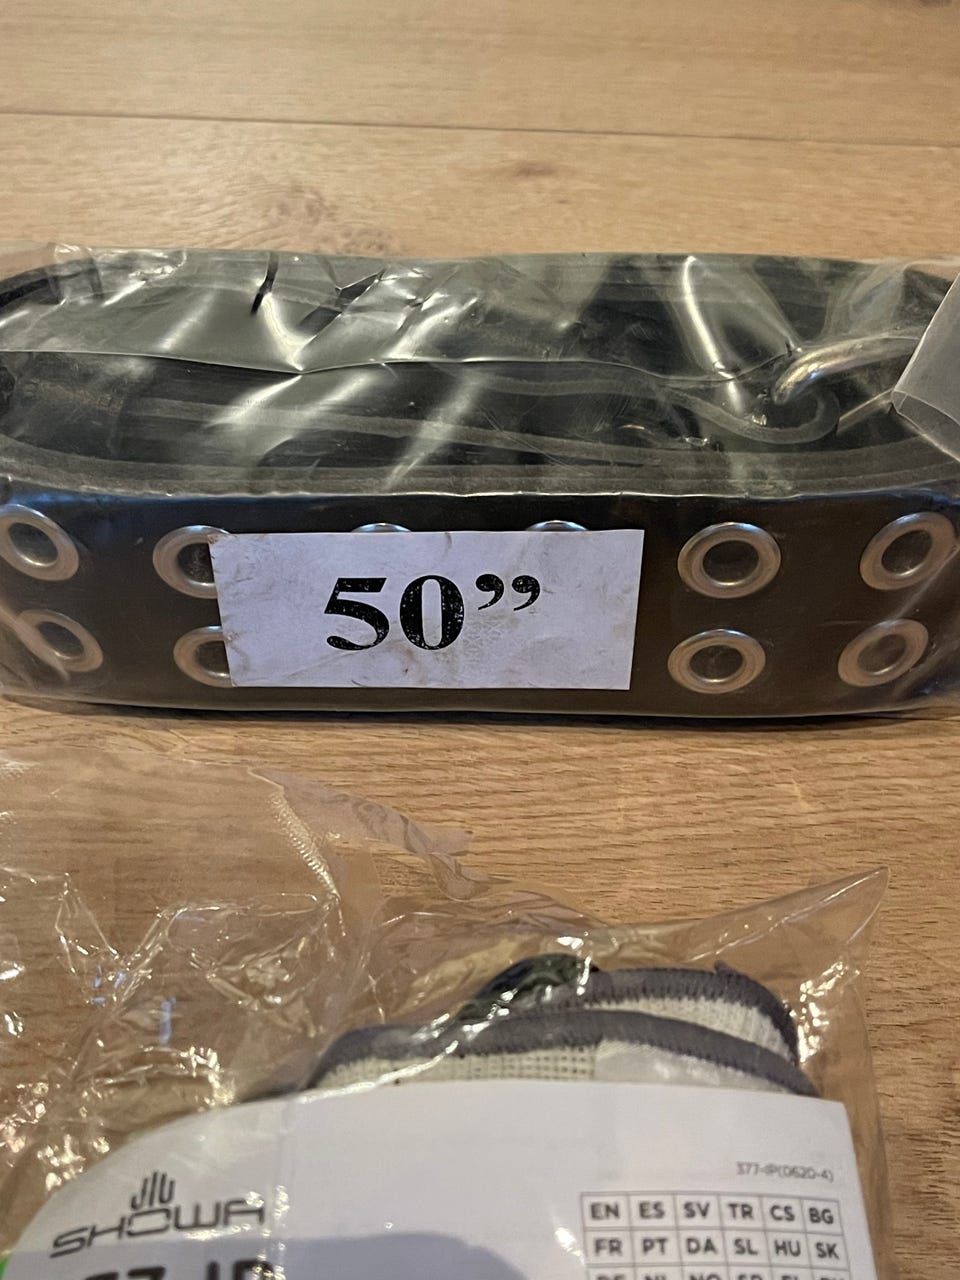 50”
377-IP(0620-4)
SHOWA
EN ES SV TR CS BG
FR PT DA SL HU SK